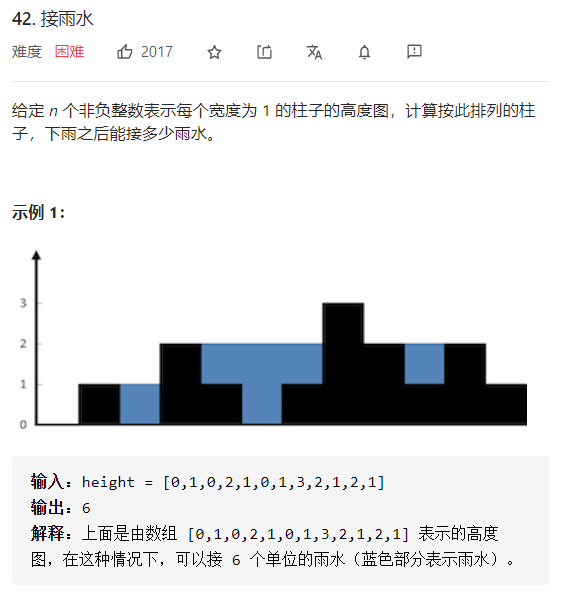 42. 接雨水
难度 困难 2017
给定 n 个非负整数表示每个宽度为 1 的柱子的高度图，计算按此排列的柱
子，下雨之后能接多少雨水。
示例 1：
3
2
1
0
输入：height = [0,1,0,2,1,0,1,3,2,1,2,1]
输出：6
解释：上面是由数组 [0,1,0,2,1,0,1,3,2,1,2,1] 表示的高度
图，在这种情况下，可以接 6 个单位的雨水（蓝色部分表示雨水）。